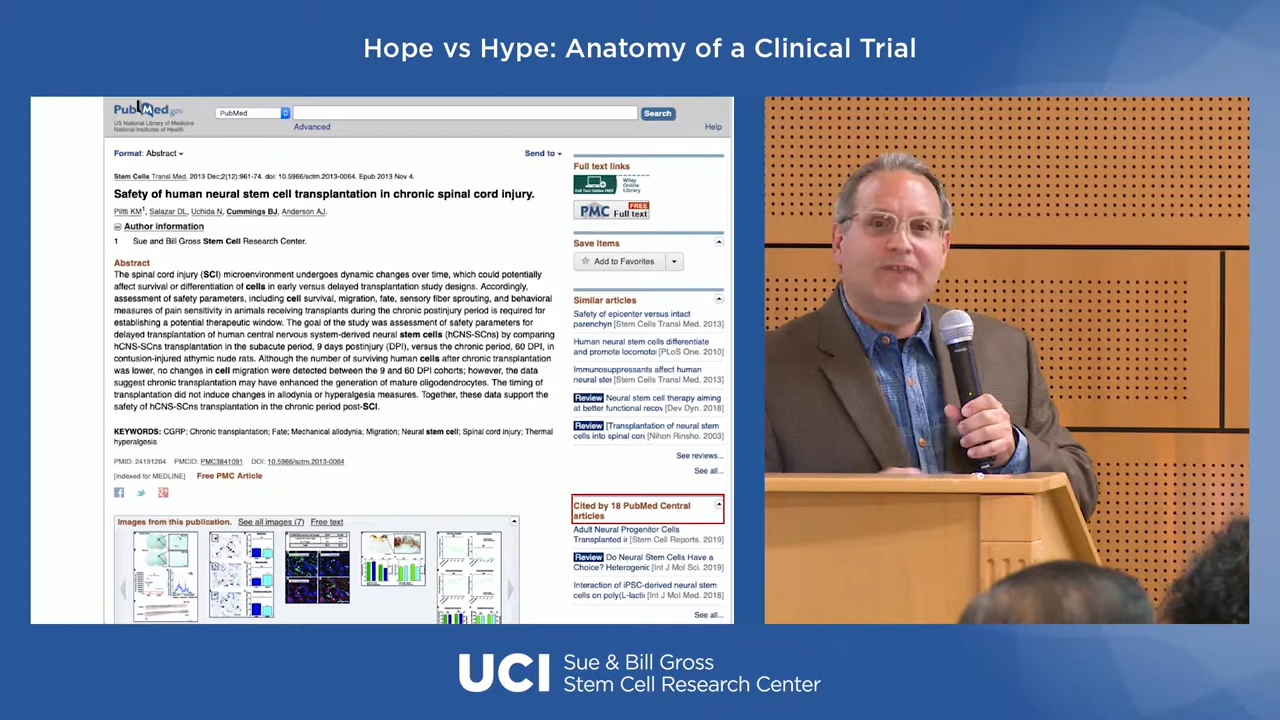 Hope vs Hype: Anatomy of a Clinical Trial
PubMed.gov
US National Library of Medicine
National Institutes of Health
PubMed
Search
Advanced
Help
Format: Abstract
Send to
Stem Cells Transl Med. 2013 Dec;2(12):961-74. doi: 10.5966/sctm.2013-0064. Epub 2013 Nov 4.
Safety of human neural stem cell transplantation in chronic spinal cord injury.
Piltti KM1, Salazar DL, Uchida N, Cummings BJ, Anderson AJ.
Author information
1 Sue and Bill Gross Stem Cell Research Center.
Abstract
The spinal cord injury (SCI) microenvironment undergoes dynamic changes over time, which could potentially
affect survival or differentiation of cells in early versus delayed transplantation study designs. Accordingly,
assessment of safety parameters, including cell survival, migration, fate, sensory fiber sprouting, and behavioral
measures of pain sensitivity in animals receiving transplants during the chronic postinjury period is required for
establishing a potential therapeutic window. The goal of the study was assessment of safety parameters for
delayed transplantation of human central nervous system-derived neural stem cells (hCNS-SCns) by comparing
hCNS-SCns transplantation in the subacute period, 9 days postinjury (DPI), versus the chronic period, 60 DPI, in
contusion-injured athymic nude rats. Although the number of surviving human cells after chronic transplantation
was lower, no changes in cell migration were detected between the 9 and 60 DPI cohorts; however, the data
suggest chronic transplantation may have enhanced the generation of mature oligodendrocytes. The timing of
transplantation did not induce changes in allodynia or hyperalgesia measures. Together, these data support the
safety of hCNS-SCns transplantation in the chronic period post-SCI.
KEYWORDS: CGRP; Chronic transplantation; Fate; Mechanical allodynia; Migration; Neural stem cell; Spinal cord injury; Thermal
hyperalgesia
PMID: 24191264 PMCID: PMC3841091 DOI: 10.5966/sctm.2013-0064
[Indexed for MEDLINE] Free PMC Article
Images from this publication. See all images (7) Free text
Full text links
Full Text Online FREE
Wiley
Online
Library
PMC FREE Full text
Save items
Add to Favorites
Similar articles
Safety of epicenter versus intact
parenchyn [Stem Cells Transl Med. 2013]
Human neural stem cells differentiate
and promote locomoto [PLoS One. 2010]
Immunosuppressants affect human
neural ster [Stem Cells Transl Med. 2013]
Review Neural stem cell therapy aiming
at better functional recov [Dev Dyn. 2018]
Review [Transplantation of neural stem
cells into spinal cor [Nihon Rinsho. 2003]
See reviews...
See all...
Cited by 18 PubMed Central
articles
Adult Neural Progenitor Cells
Transplanted ir [Stem Cell Reports. 2019]
Review Do Neural Stem Cells Have a
Choice? Heterogenic [Int J Mol Sci. 2019]
Interaction of iPSC-derived neural stem
cells on poly(L-lacti [Int J Mol Med. 2018]
See all...
UCI
Sue & Bill Gross
Stem Cell Research Center